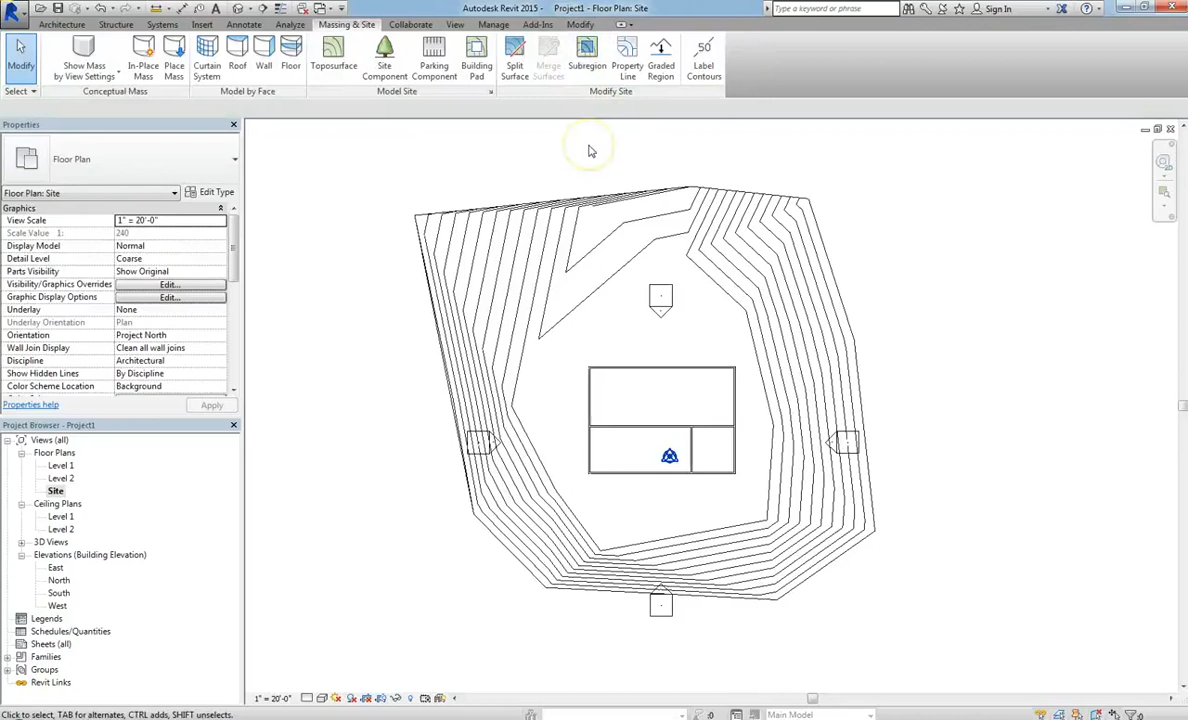 Autodesk Revit 2015 - Project1 - Floor Plan: Site
Type a keyword or phrase
Sign In
Architecture Structure Systems Insert Annotate Analyze Massing & Site Collaborate View Manage Add-Ins Modify
Modify
Show Mass by View Settings
In-Place Mass
Place Mass
Curtain System
Roof
Wall
Floor
Toposurface
Site Component
Parking Component
Building Pad
Split Surface
Merge Surfaces
Subregion
Property Line
Graded Region
50
Label Contours
Select
Conceptual Mass
Model by Face
Model Site
Modify Site
Properties
Floor Plan
Floor Plan: Site
Edit Type
Graphics
View Scale 1" = 20'-0"
Scale Value 1: 240
Display Model Normal
Detail Level Coarse
Parts Visibility Show Original
Visibility/Graphics Overrides Edit...
Graphic Display Options Edit...
Underlay None
Underlay Orientation Plan
Orientation Project North
Wall Join Display Clean all wall joins
Discipline Architectural
Show Hidden Lines By Discipline
Color Scheme Location Background
Properties help
Apply
Project Browser - Project1
Views (all)
Floor Plans
Level 1
Level 2
Site
Ceiling Plans
Level 1
Level 2
3D Views
Elevations (Building Elevation)
East
North
South
West
Legends
Schedules/Quantities
Sheets (all)
Families
Groups
Revit Links
1" = 20'-0"
Click to select, TAB for alternates, CTRL adds, SHIFT unselects.
:0
Main Model
:0